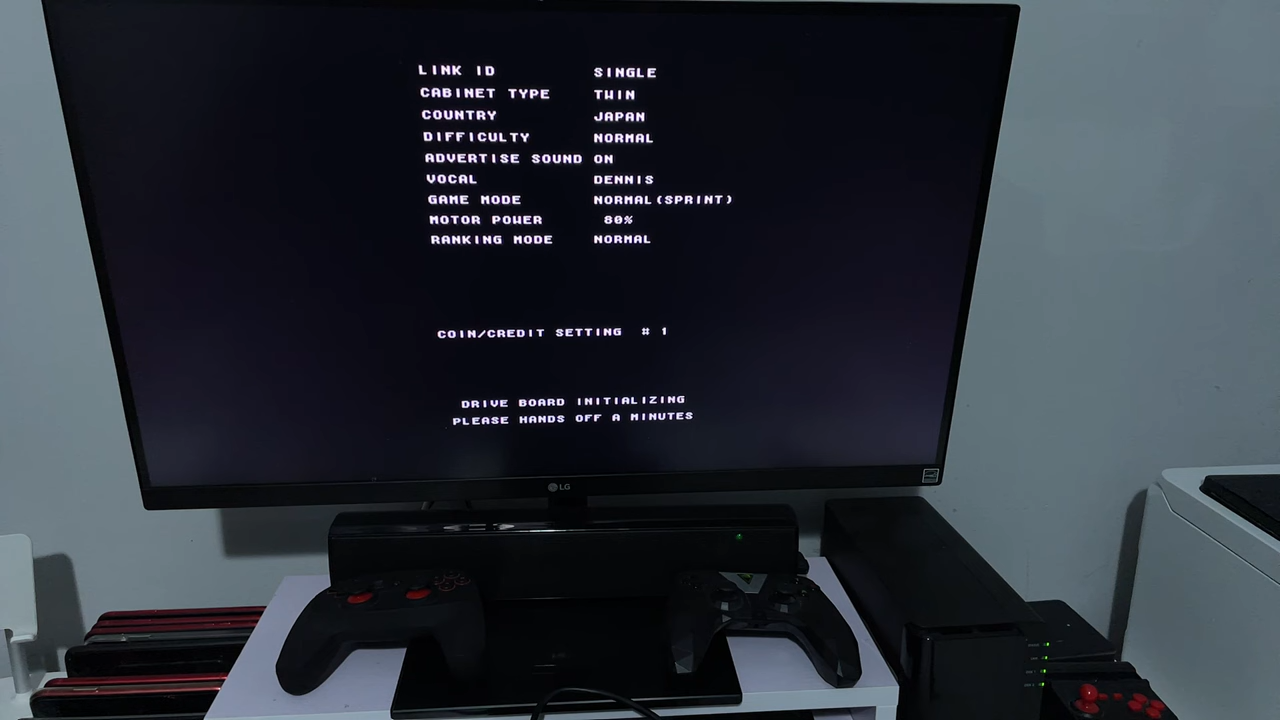 LINK ID SINGLE
CABINET TYPE TWIN
COUNTRY JAPAN
DIFFICULTY NORMAL
ADVERTISE SOUND ON
VOCAL DENNIS
GAME MODE NORMAL(SPRINT)
MOTOR POWER 80%
RANKING MODE NORMAL
COIN/CREDIT SETTING # 1
DRIVE BOARD INITIALIZING
PLEASE HANDS OFF A MINUTES
LG